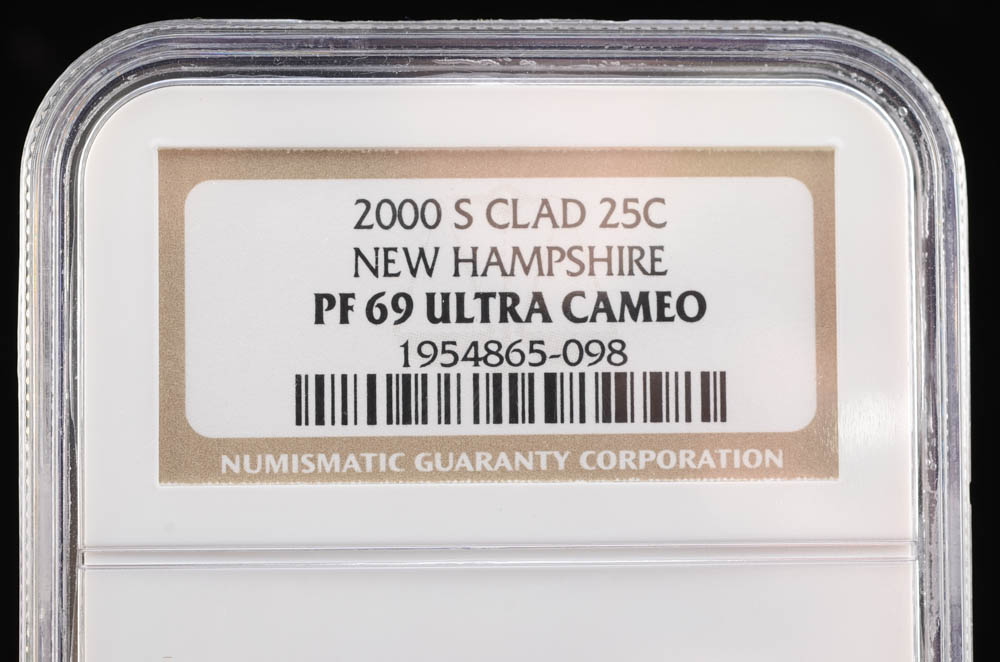 2000 S CLAD 25C
NEW HAMPSHIRE
PF 69 ULTRA CAMEO
1954865-098
NUMISMATIC GUARANTY CORPORATION